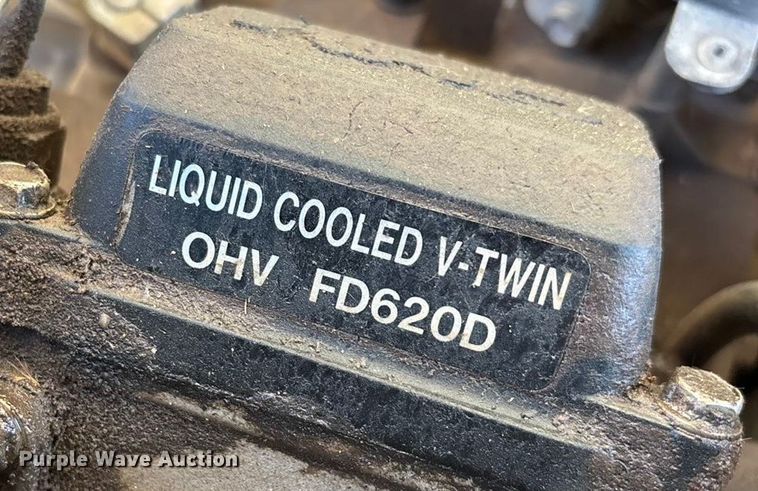 LIQUID COOLED V-TWIN
OHV FD620D
Purple Wave Auction